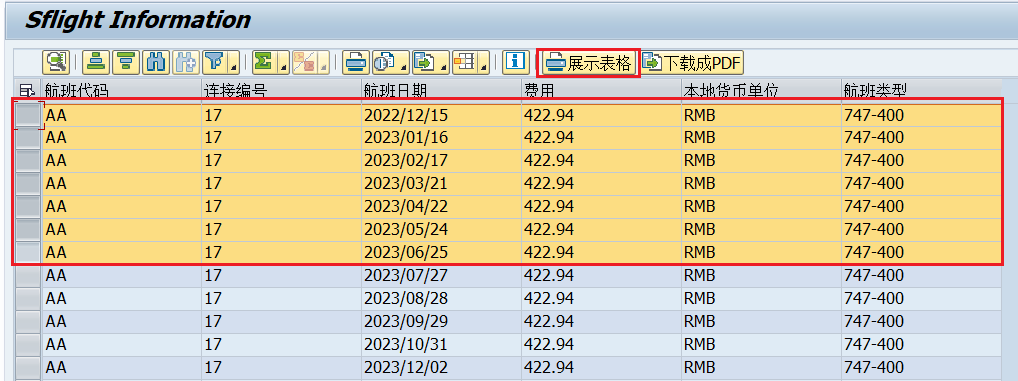 Sflight Information
展示表格 下载成PDF
航班代码 连接编号 航班日期 费用 本地货币单位 航班类型
AA 17 2022/12/15 422.94 RMB 747-400
AA 17 2023/01/16 422.94 RMB 747-400
AA 17 2023/02/17 422.94 RMB 747-400
AA 17 2023/03/21 422.94 RMB 747-400
AA 17 2023/04/22 422.94 RMB 747-400
AA 17 2023/05/24 422.94 RMB 747-400
AA 17 2023/06/25 422.94 RMB 747-400
AA 17 2023/07/27 422.94 RMB 747-400
AA 17 2023/08/28 422.94 RMB 747-400
AA 17 2023/09/29 422.94 RMB 747-400
AA 17 2023/10/31 422.94 RMB 747-400
AA 17 2023/12/02 422.94 RMB 747-400